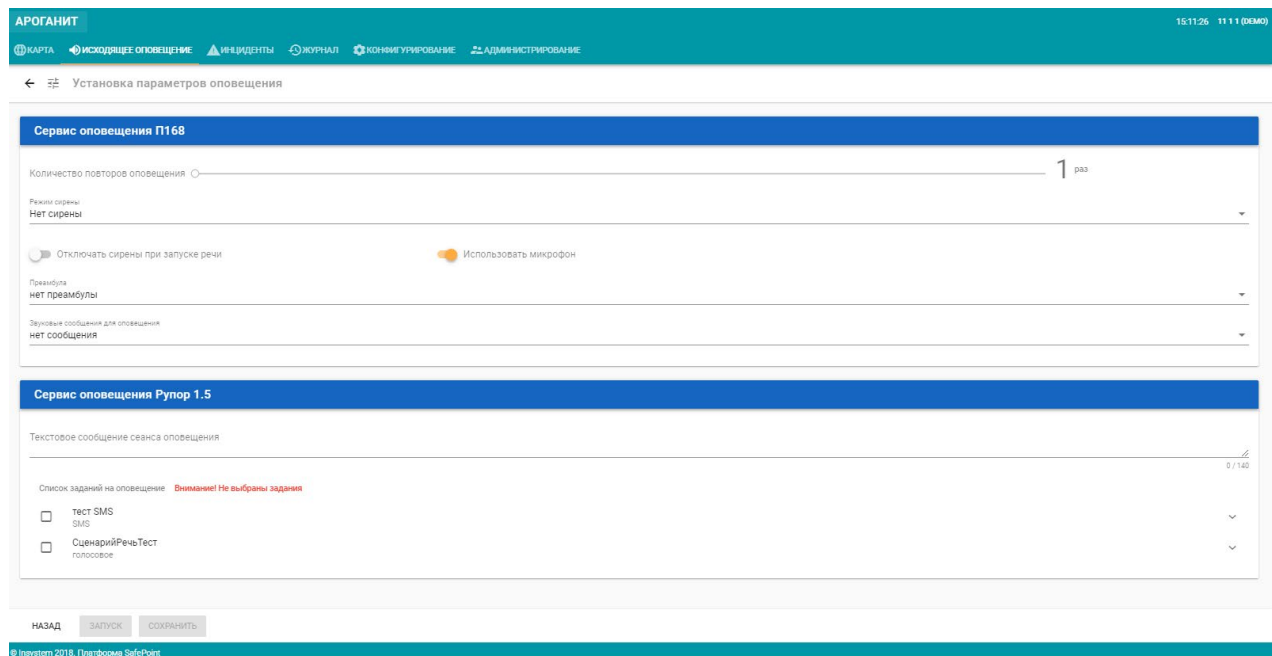 АРОГАНИТ
15:11:26 11 1 1 (DEMO)
КАРТА ИСХОДЯЩЕЕ ОПОВЕЩЕНИЕ ИНЦИДЕНТЫ ЖУРНАЛ КОНФИГУРИРОВАНИЕ АДМИНИСТРИРОВАНИЕ
Установка параметров оповещения
Сервис оповещения П168
Количество повторов оповещения 1 раз
Режим сирены
Нет сирены
Отключать сирены при запуске речи Использовать микрофон
Преамбула
нет преамбулы
Звуковые сообщения для оповещения
нет сообщения
Сервис оповещения Рупор 1.5
Текстовое сообщение сеанса оповещения
0 / 140
Список заданий на оповещение Внимание! Не выбраны задания
тест SMS
SMS
СценарийРечьТест
голосовое
НАЗАД ЗАПУСК СОХРАНИТЬ
© Insystem 2018. Платформа SafePoint